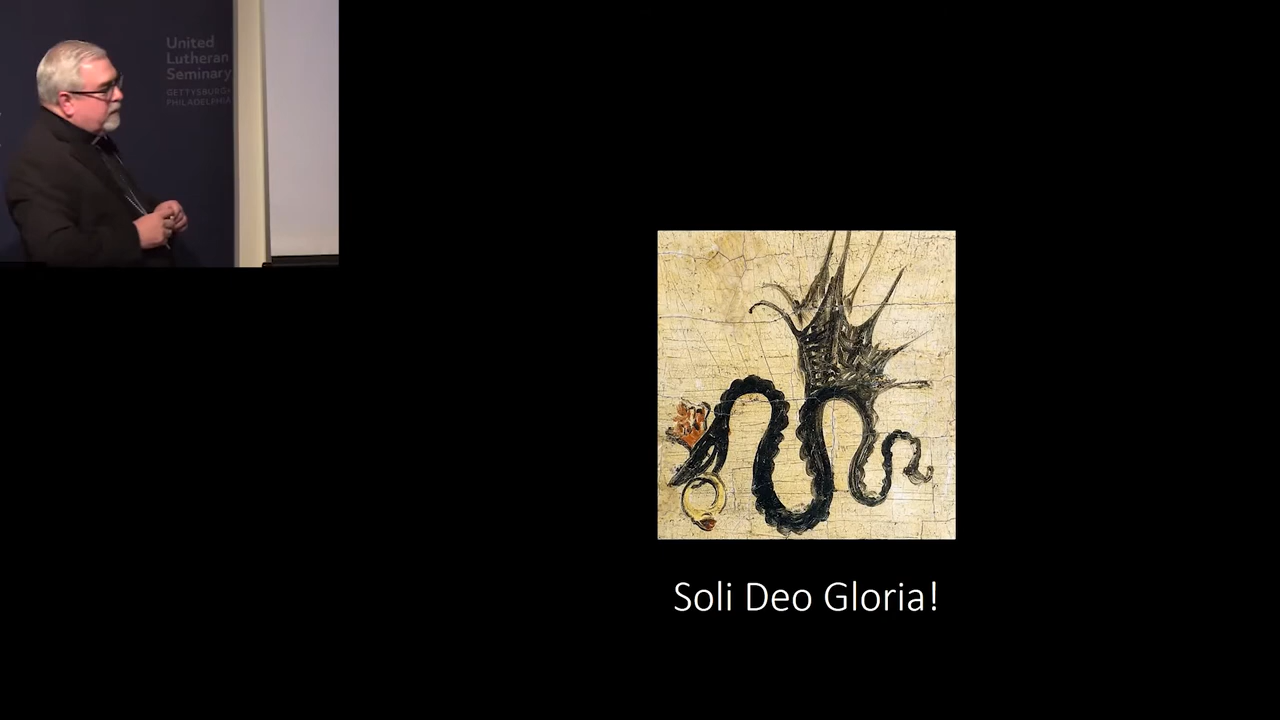 United
Lutheran
Seminary
GETTYSBURG+
PHILADELPHIA
Soli Deo Gloria!